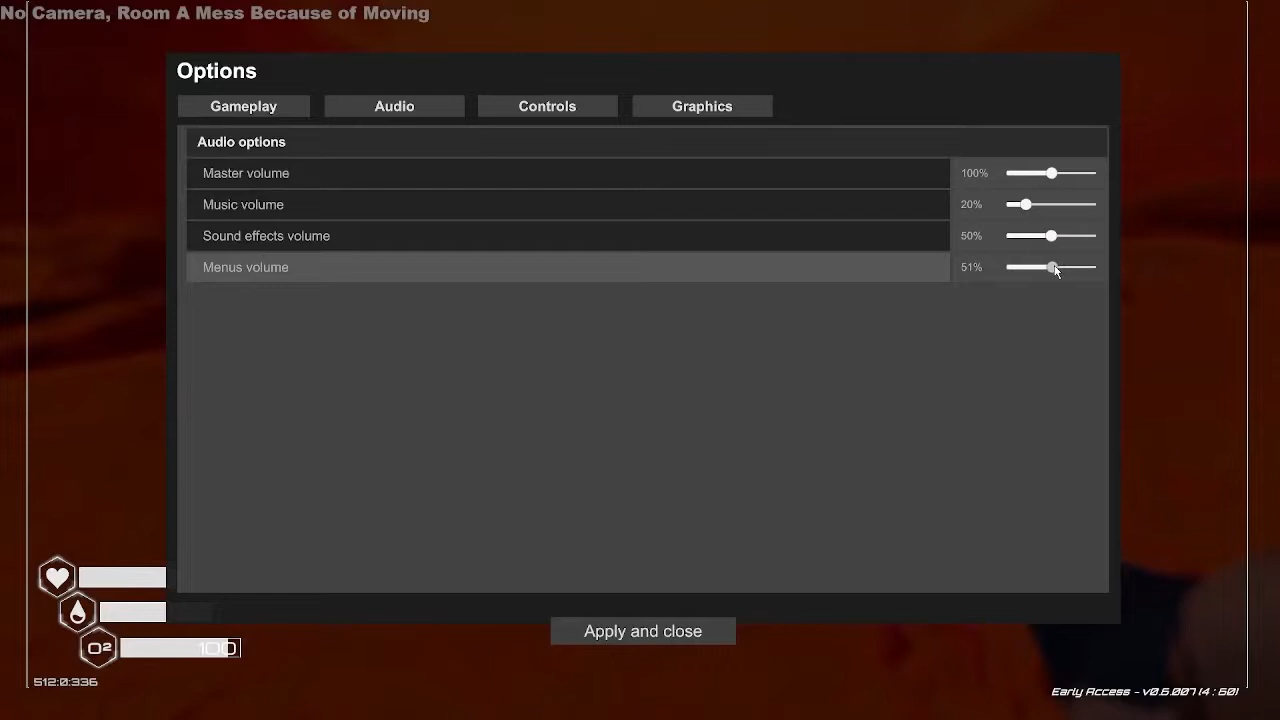 No Camera, Room A Mess Because of Moving
Options
Gameplay Audio Controls Graphics
Audio options
Master volume 100%
Music volume 20%
Sound effects volume 50%
Menus volume 51%
Apply and close
O² 100
512:0:336
Early Access - v0.5.007 (4 : 50)